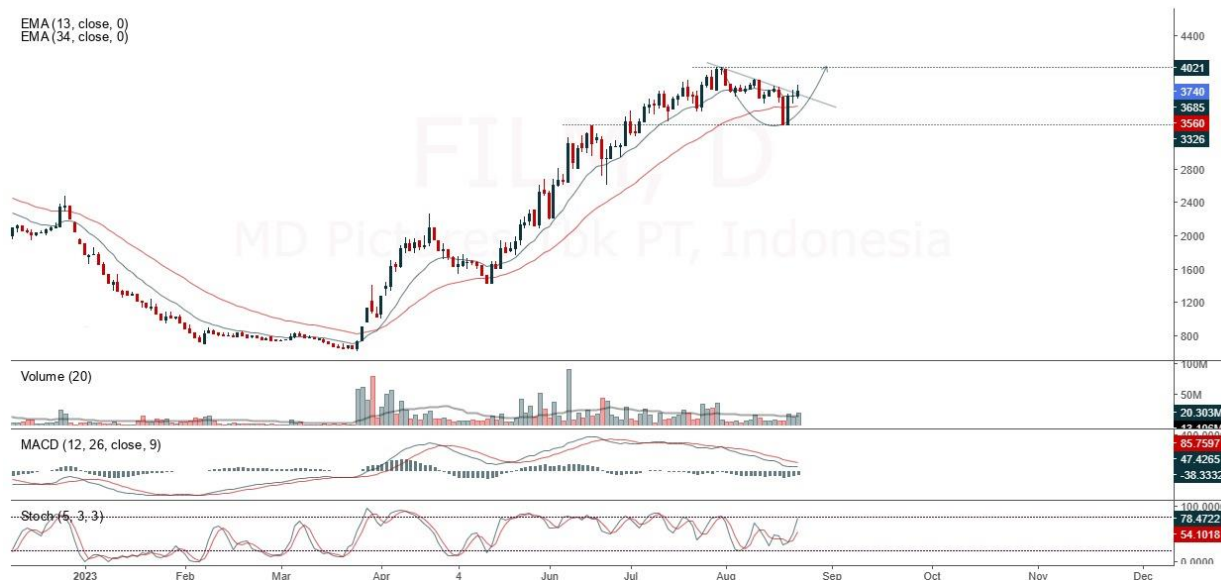 EMA (13, close, 0)
EMA (34, close, 0)
4400
4021
3740
3685
3560
3326
2800
2400
2000
1600
1200
800
MD Pictures Tbk PT, Indonesia
Volume (20)
100M
50M
20.303M
MACD (12, 26, close, 9)
85.7597
47.4265
-38.3332
Stoch (5, 3, 3)
100.0000
78.4722
54.1018
0.0000
2023 Feb Mar Apr 4 Jun Jul Aug Sep Oct Nov Dec